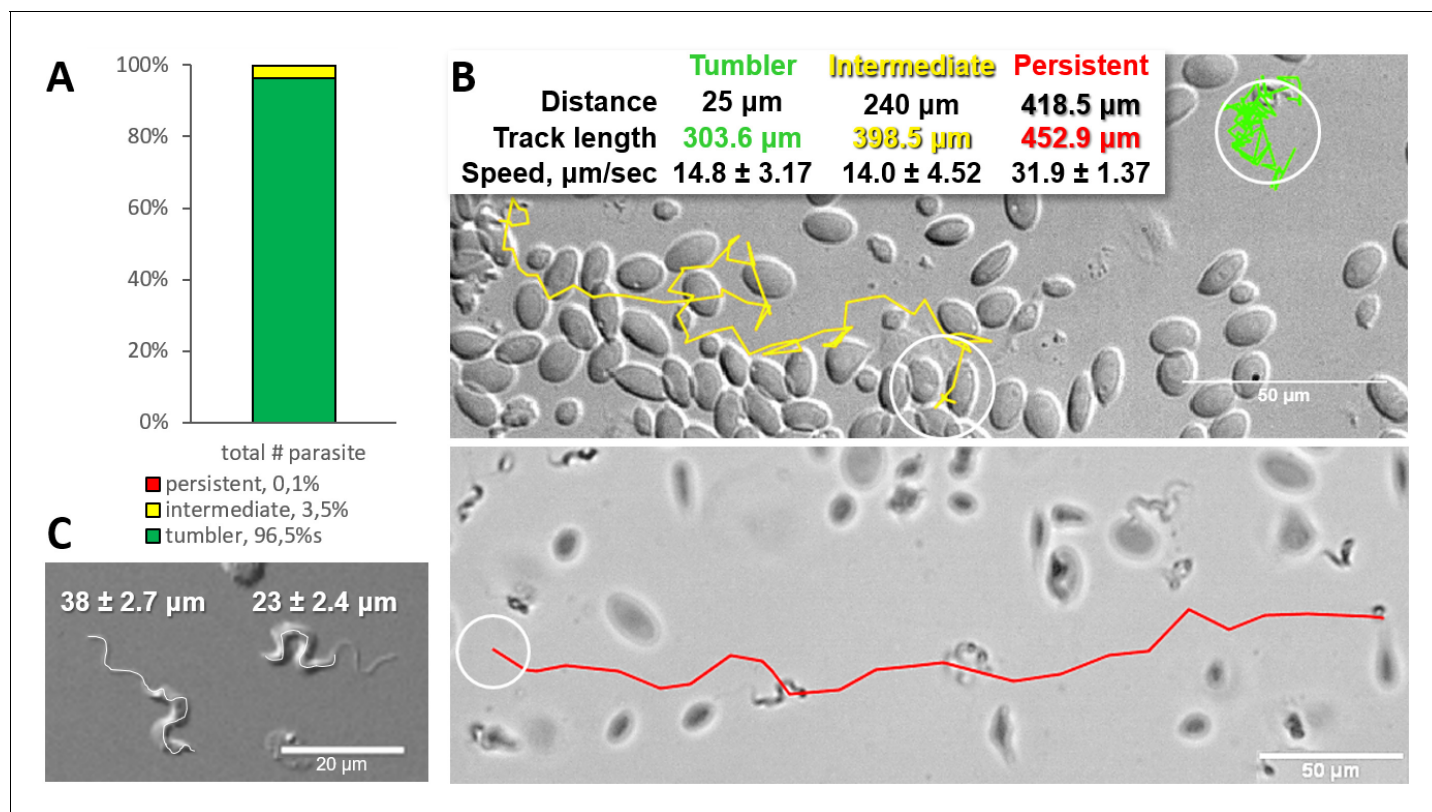 A
100%
80%
60%
40%
20%
0%
total # parasite
persistent, 0,1%
intermediate, 3,5%
tumbler, 96,5%s
B
Tumbler Intermediate Persistent
Distance 25 µm 240 µm 418.5 µm
Track length 303.6 µm 398.5 µm 452.9 µm
Speed, µm/sec 14.8 ± 3.17 14.0 ± 4.52 31.9 ± 1.37
50 µm
50 µm
C
38 ± 2.7 µm 23 ± 2.4 µm
20 µm